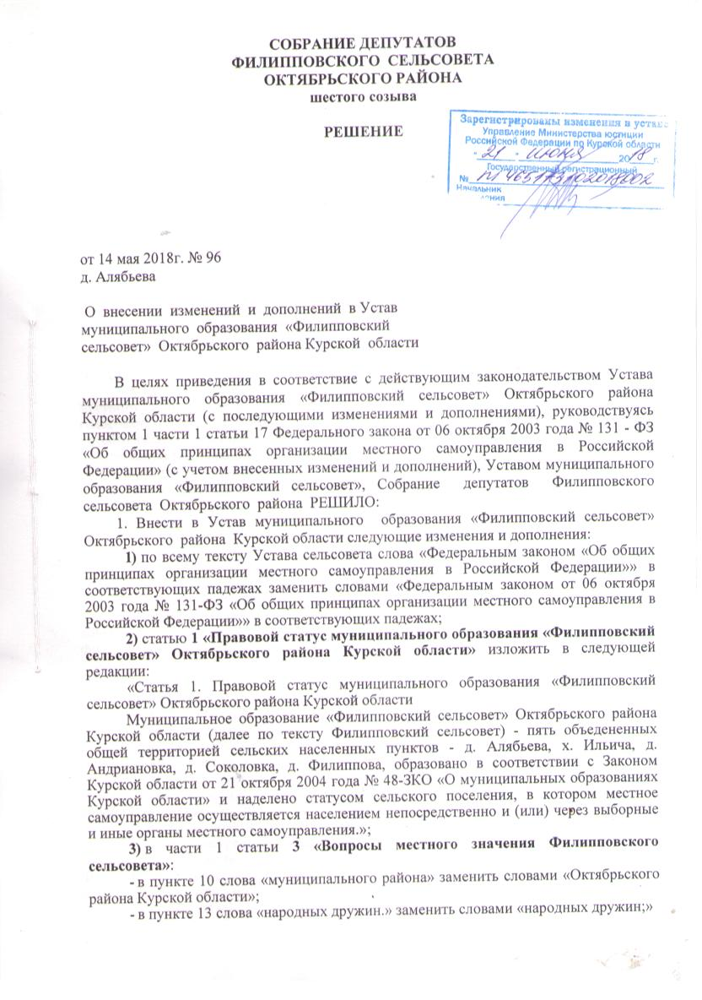 СОБРАНИЕ ДЕПУТАТОВ
ФИЛИППОВСКОГО СЕЛЬСОВЕТА
ОКТЯБРЬСКОГО РАЙОНА
шестого созыва
РЕШЕНИЕ
Зарегистрированы изменения в устав
Управление Министерства юстиции
Российской Федерации по Курской области
"21" июня 2018 г.
Государственный регистрационный
№
Начальник
ления
от 14 мая 2018г. № 96
д. Алябьева
О внесении изменений и дополнений в Устав
муниципального образования «Филипповский
сельсовет» Октябрьского района Курской области
В целях приведения в соответствие с действующим законодательством Устава
муниципального образования «Филипповский сельсовет» Октябрьского района
Курской области (с последующими изменениями и дополнениями), руководствуясь
пунктом 1 части 1 статьи 17 Федерального закона от 06 октября 2003 года № 131 - ФЗ
«Об общих принципах организации местного самоуправления в Российской
Федерации» (с учетом внесенных изменений и дополнений), Уставом муниципального
образования «Филипповский сельсовет», Собрание депутатов Филипповского
сельсовета Октябрьского района РЕШИЛО:
1. Внести в Устав муниципального образования «Филипповский сельсовет»
Октябрьского района Курской области следующие изменения и дополнения:
1) по всему тексту Устава сельсовета слова «Федеральным законом «Об общих
принципах организации местного самоуправления в Российской Федерации»» в
соответствующих падежах заменить словами «Федеральным законом от 06 октября
2003 года № 131-ФЗ «Об общих принципах организации местного самоуправления в
Российской Федерации»» в соответствующих падежах;
2) статью 1 «Правовой статус муниципального образования «Филипповский
сельсовет» Октябрьского района Курской области» изложить в следующей
редакции:
«Статья 1. Правовой статус муниципального образования «Филипповский
сельсовет» Октябрьского района Курской области
Муниципальное образование «Филипповский сельсовет» Октябрьского района
Курской области (далее по тексту Филипповский сельсовет) - пять объедененных
общей территорией сельских населенных пунктов - д. Алябьева, х. Ильича, д.
Андриановка, д. Соколовка, д. Филиппова, образовано в соответствии с Законом
Курской области от 21 октября 2004 года № 48-ЗКО «О муниципальных образованиях
Курской области» и наделено статусом сельского поселения, в котором местное
самоуправление осуществляется населением непосредственно и (или) через выборные
и иные органы местного самоуправления.»;
3) в части 1 статьи 3 «Вопросы местного значения Филипповского
сельсовета»:
- в пункте 10 слова «муниципального района» заменить словами «Октябрьского
района Курской области»;
- в пункте 13 слова «народных дружин.» заменить словами «народных дружин;»